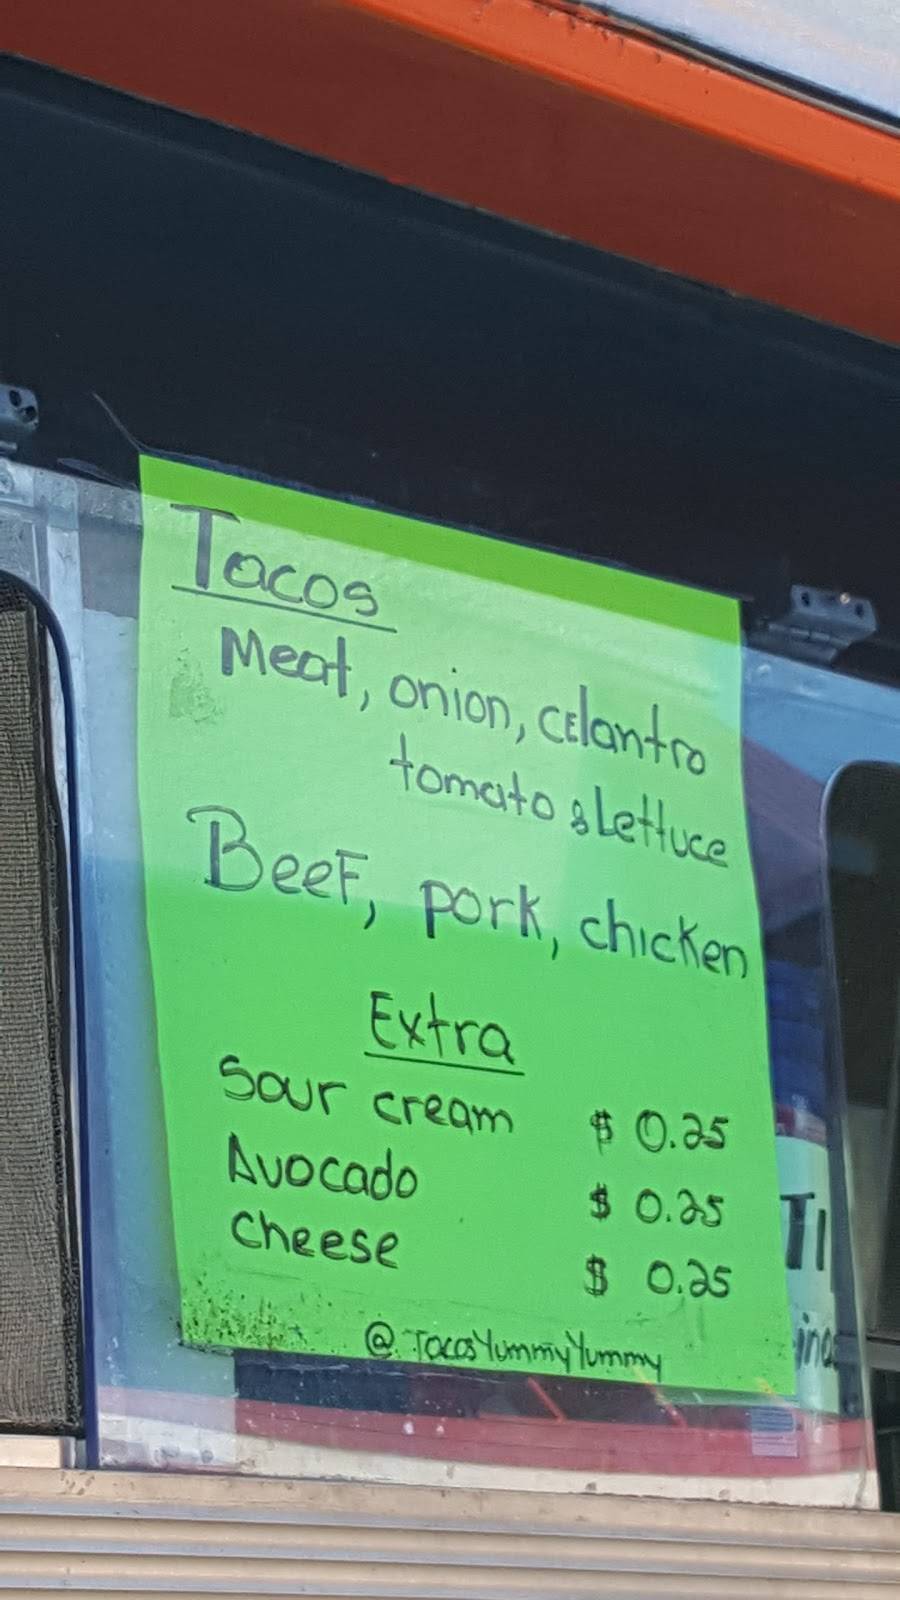 Tacos
Meat, onion, cElantro
tomato & Lettuce
BeeF, pork, chicken
Extra
Sour cream $ 0.25
Avocado $ 0.25
cheese $ 0.25
@TacosYummyYummy